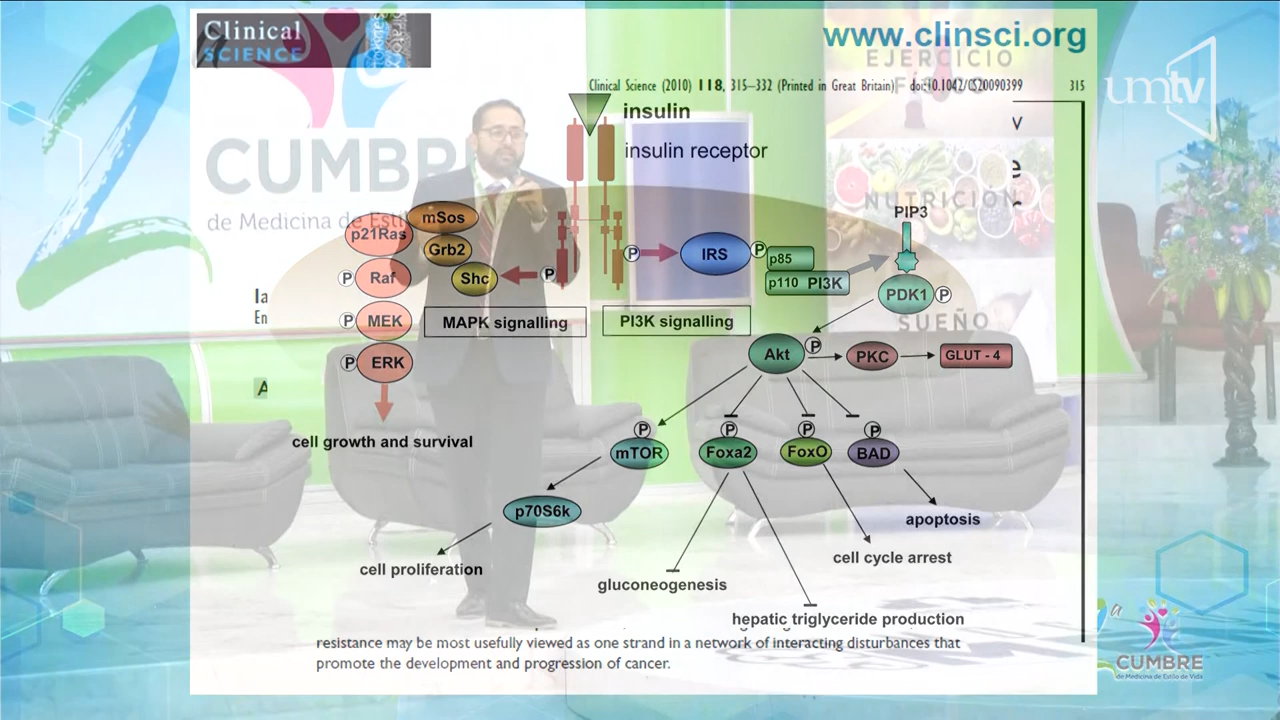 Clinical
SCIENCE
www.clinsci.org
EJERCICIO
Clinical Science (2010) 118, 315–332 (Printed in Great Britain) doi:10.1042/CS20090399 315
umtv
insulin
insulin receptor
CUMBRE
de Medicina de Estil
NUTRICIÓN
mSos
p21Ras
Grb2
PIP3
P
IRS
P
p85
P
Raf
Shc
P
p110 PI3K
PDK1
P
P
MEK
MAPK signalling
PI3K signalling
SUEÑO
P
ERK
Akt
P
PKC
GLUT - 4
cell growth and survival
P
P
P
P
mTOR
Foxa2
FoxO
BAD
p70S6k
apoptosis
cell cycle arrest
cell proliferation
gluconeogenesis
hepatic triglyceride production
resistance may be most usefully viewed as one strand in a network of interacting disturbances that
promote the development and progression of cancer.
CUMBRE
de Medicina de Estilo de Vida